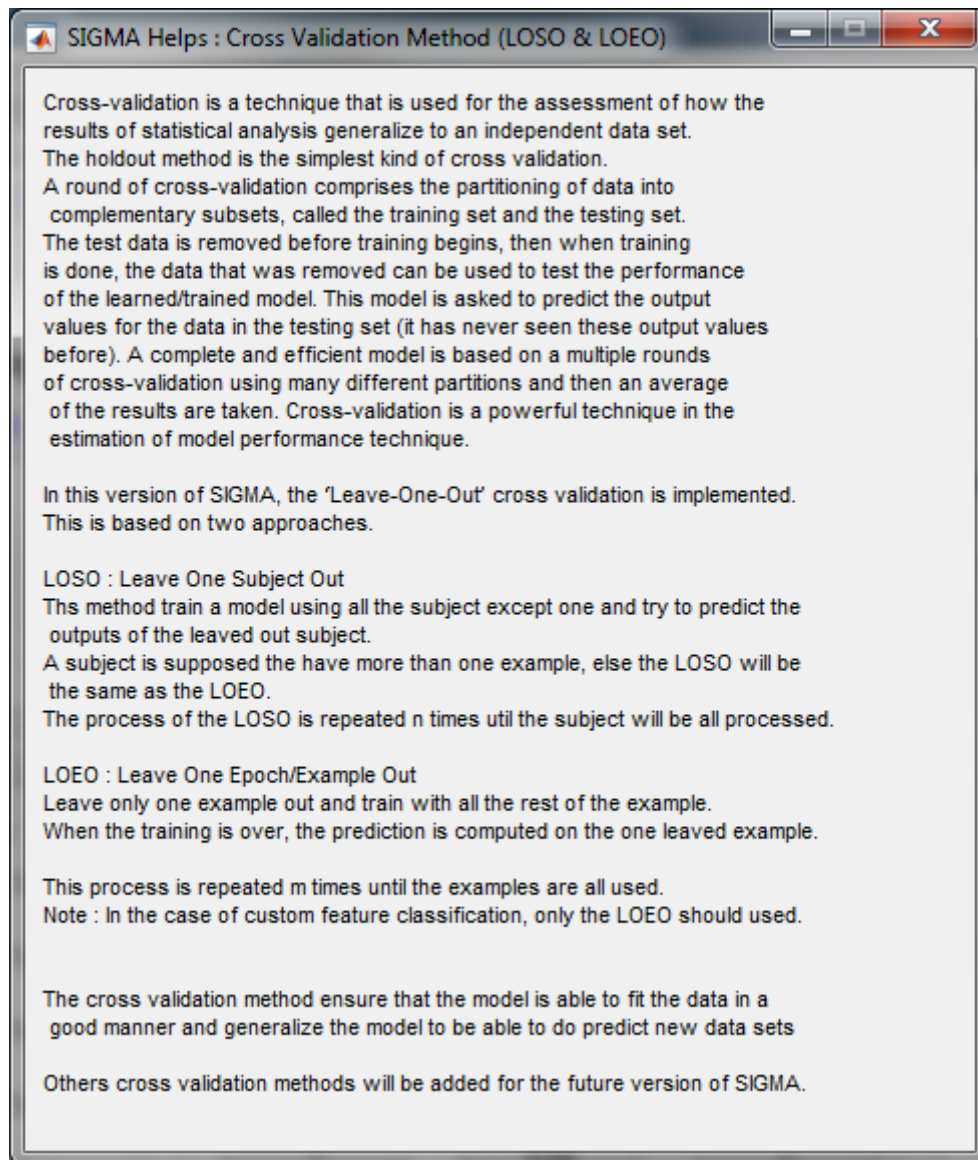 SIGMA Helps : Cross Validation Method (LOSO & LOEO)
Cross-validation is a technique that is used for the assessment of how the
results of statistical analysis generalize to an independent data set.
The holdout method is the simplest kind of cross validation.
A round of cross-validation comprises the partitioning of data into
complementary subsets, called the training set and the testing set.
The test data is removed before training begins, then when training
is done, the data that was removed can be used to test the performance
of the learned/trained model. This model is asked to predict the output
values for the data in the testing set (it has never seen these output values
before). A complete and efficient model is based on a multiple rounds
of cross-validation using many different partitions and then an average
of the results are taken. Cross-validation is a powerful technique in the
estimation of model performance technique.
In this version of SIGMA, the ‘Leave-One-Out’ cross validation is implemented.
This is based on two approaches.
LOSO : Leave One Subject Out
Ths method train a model using all the subject except one and try to predict the
outputs of the leaved out subject.
A subject is supposed the have more than one example, else the LOSO will be
the same as the LOEO.
The process of the LOSO is repeated n times util the subject will be all processed.
LOEO : Leave One Epoch/Example Out
Leave only one example out and train with all the rest of the example.
When the training is over, the prediction is computed on the one leaved example.
This process is repeated m times until the examples are all used.
Note : In the case of custom feature classification, only the LOEO should used.
The cross validation method ensure that the model is able to fit the data in a
good manner and generalize the model to be able to do predict new data sets
Others cross validation methods will be added for the future version of SIGMA.